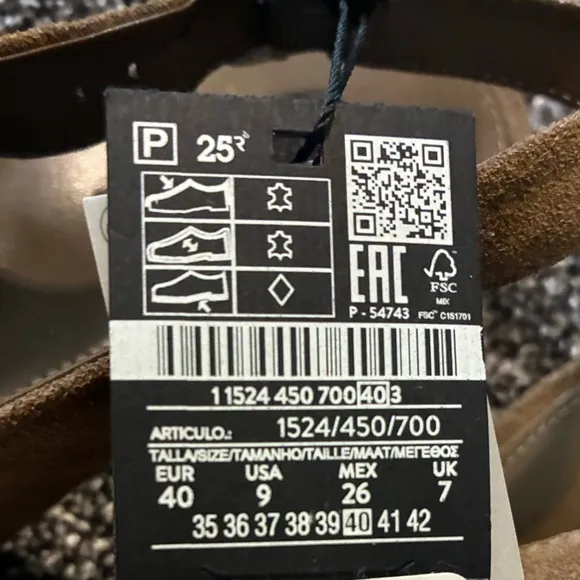 P 25
EAC
FSC
MIX
P - 54743 FSC™ C151701
1 1524 450 700 40 3
ARTICULO.: 1524/450/700
TALLA/SIZE/TAMANHO/TAILLE/MAAT/ΜΕΓΕΘΟΣ
EUR USA MEX UK
40 9 26 7
35 36 37 38 39 40 41 42